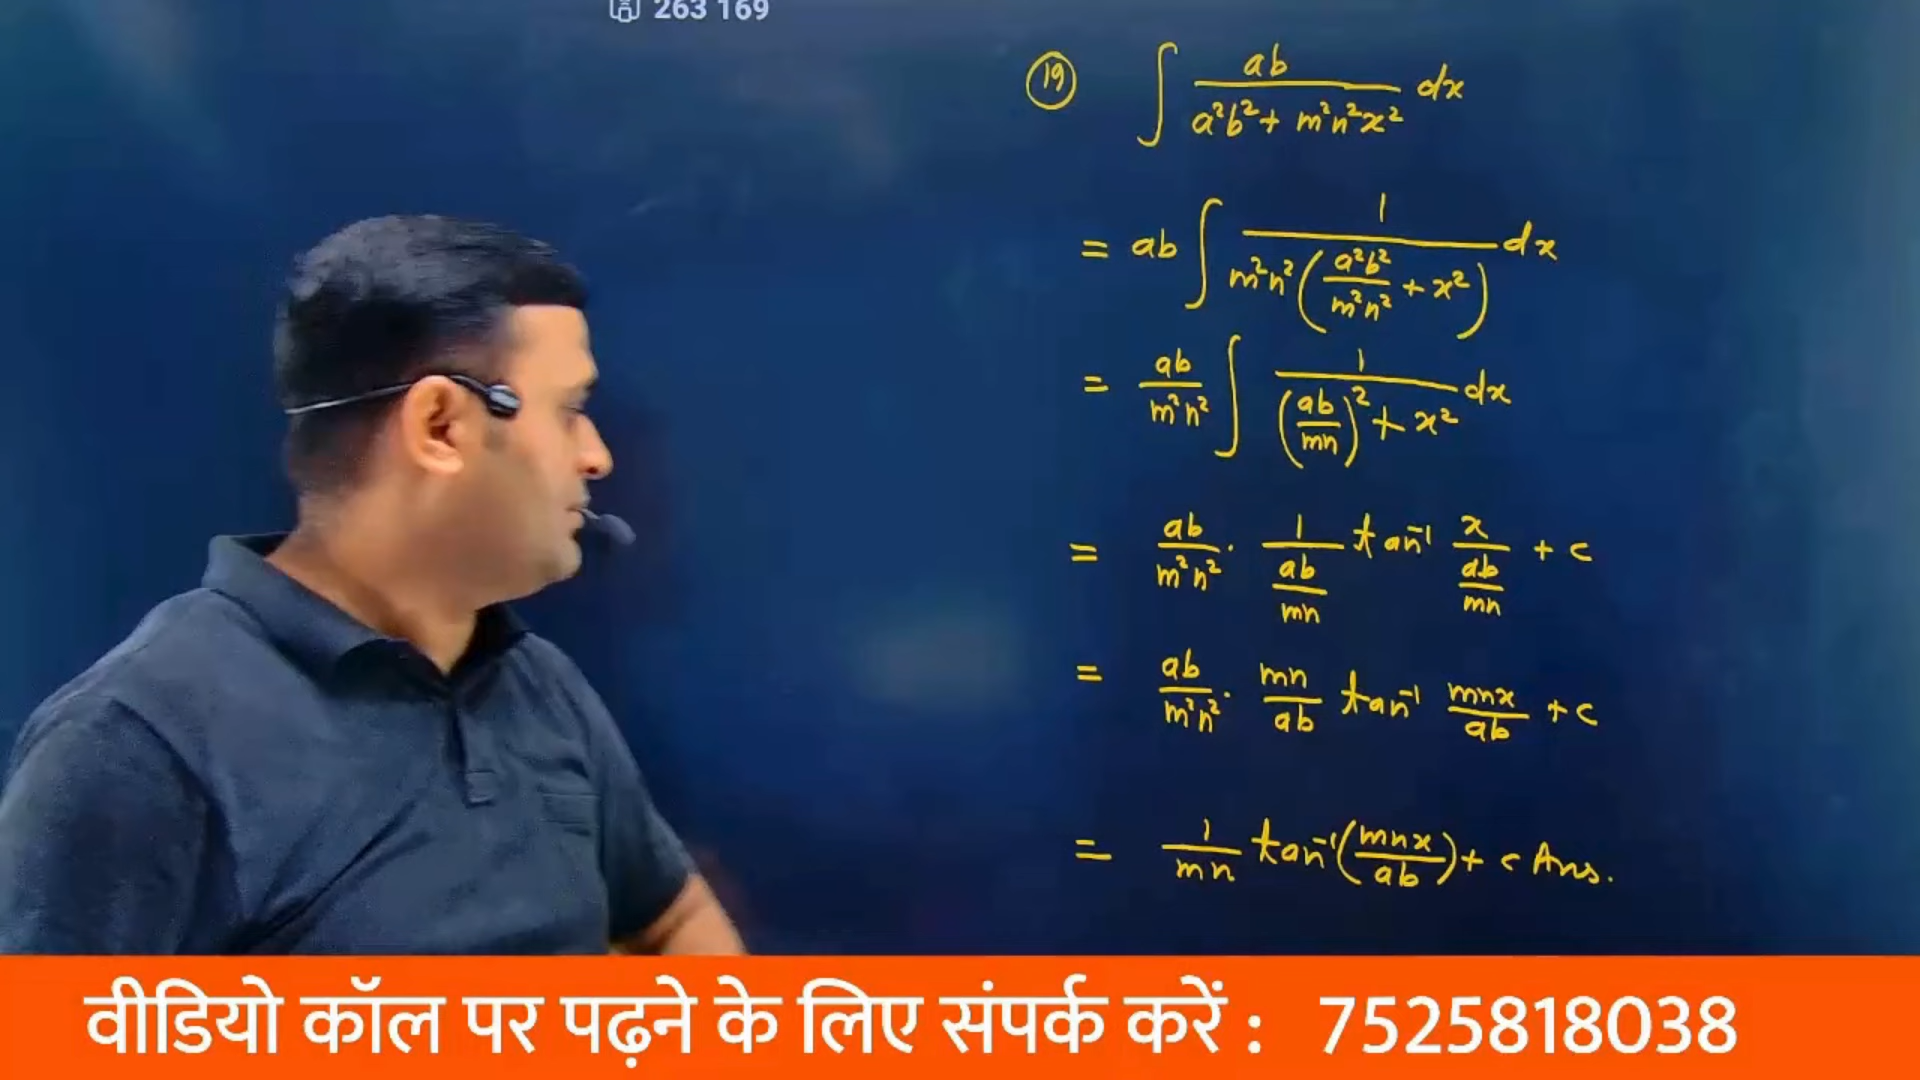 263 169
(19) ∫ ab / (a²b² + m²n²x²) dx
= ab ∫ 1 / (m²n² (a²b²/m²n² + x²)) dx
= ab/m²n² ∫ 1 / ((ab/mn)² + x²) dx
= ab/m²n² · 1/(ab/mn) tan⁻¹ x/(ab/mn) + c
= ab/m²n² · mn/ab tan⁻¹ mnx/ab + c
= 1/mn tan⁻¹(mnx/ab) + c Ans.
वीडियो कॉल पर पढ़ने के लिए संपर्क करें : 7525818038